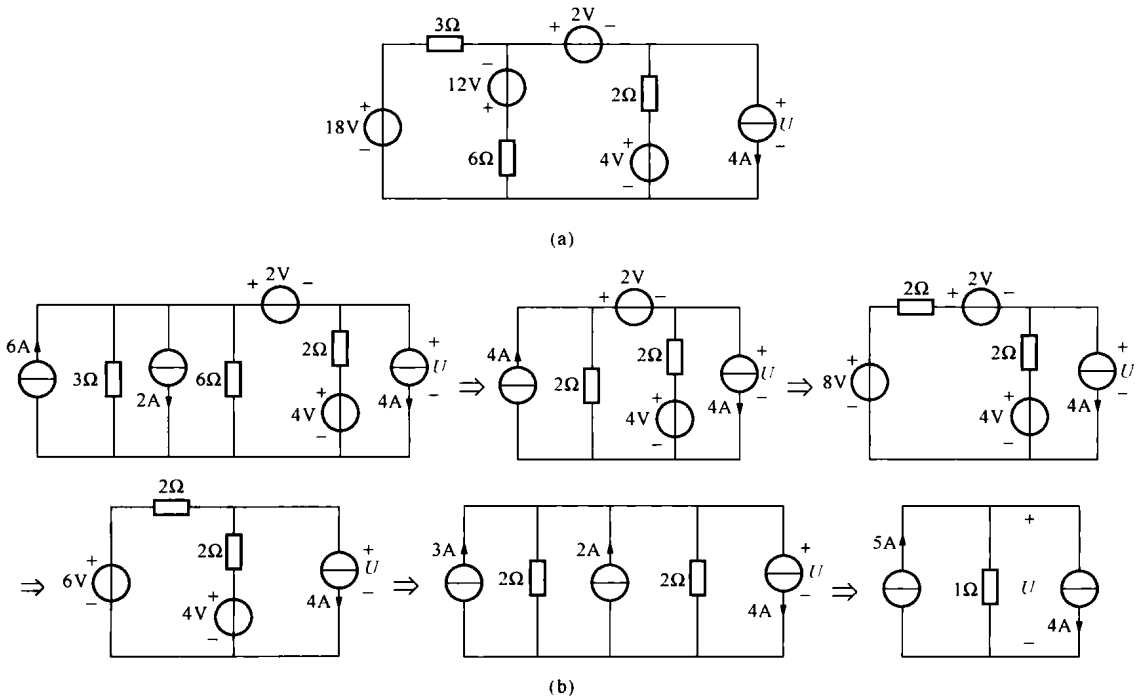 3Ω + 2V −
18V + − 12V − + 6Ω 2Ω 4V + − + U − 4A
(a)
6A 3Ω 2A 6Ω + 2V − 2Ω 4V + − + U − 4A
⇒ 4A 2Ω + 2V − 2Ω 4V + − + U − 4A
⇒ 8V + − 2Ω + 2V − 2Ω 4V + − + U − 4A
⇒ 6V + − 2Ω 2Ω 4V + − + U − 4A
⇒ 3A 2Ω 2A 2Ω + U − 4A
⇒ 5A 1Ω + U − 4A
(b)